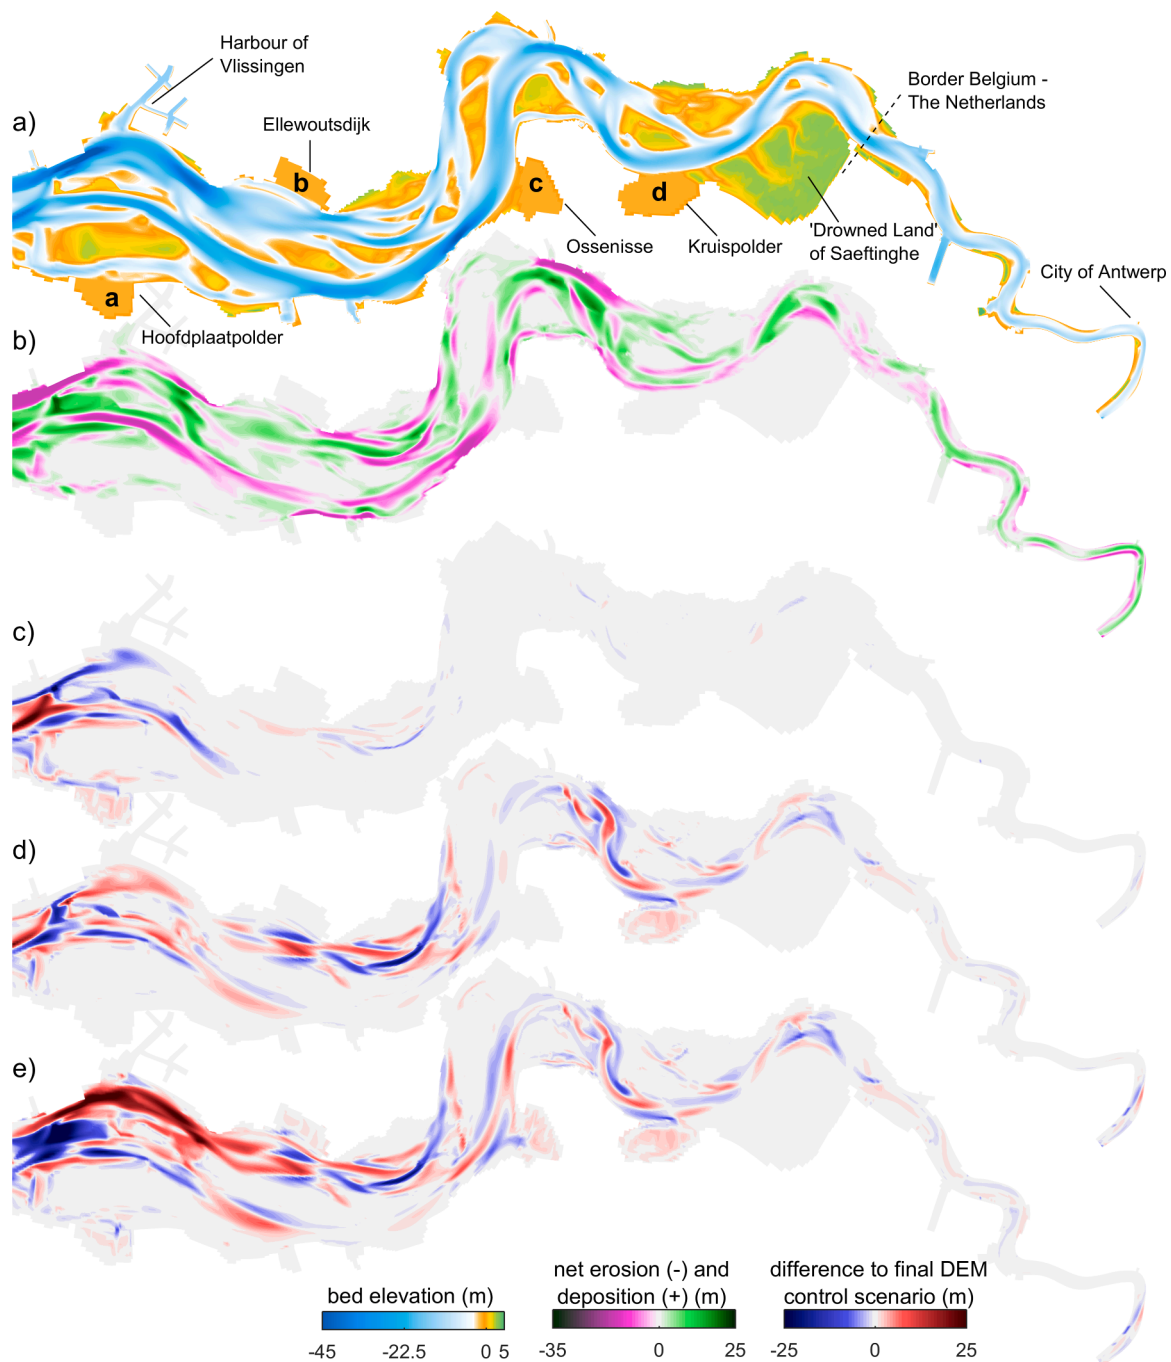 Harbour of
Vlissingen
a)
Ellewoutsdijk
Border Belgium -
The Netherlands
b
c
d
Ossenisse
Kruispolder
'Drowned Land'
of Saeftinghe
City of Antwerp
a
Hoofdplaatpolder
b)
c)
d)
e)
bed elevation (m)
-45 -22.5 0 5
net erosion (-) and
deposition (+) (m)
-35 0 25
difference to final DEM
control scenario (m)
-25 0 25